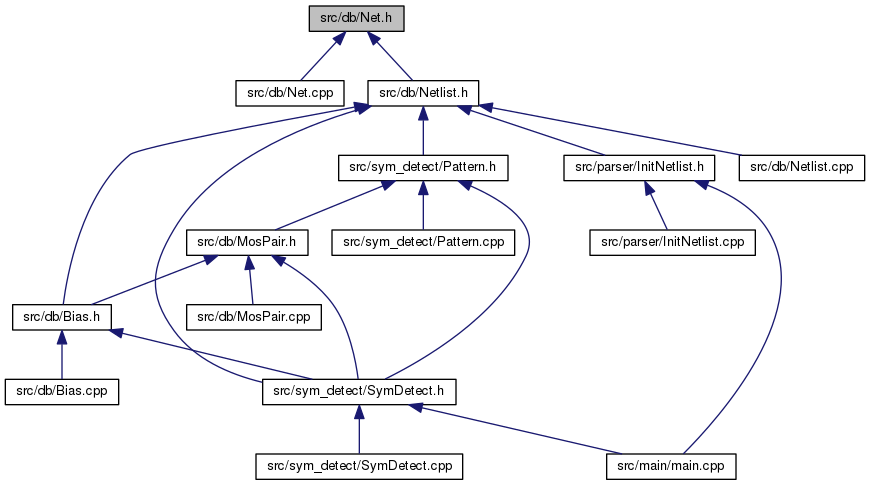 src/db/Net.h
src/db/Net.cpp
src/db/Netlist.h
src/sym_detect/Pattern.h
src/parser/InitNetlist.h
src/db/Netlist.cpp
src/db/MosPair.h
src/sym_detect/Pattern.cpp
src/parser/InitNetlist.cpp
src/db/Bias.h
src/db/MosPair.cpp
src/db/Bias.cpp
src/sym_detect/SymDetect.h
src/sym_detect/SymDetect.cpp
src/main/main.cpp